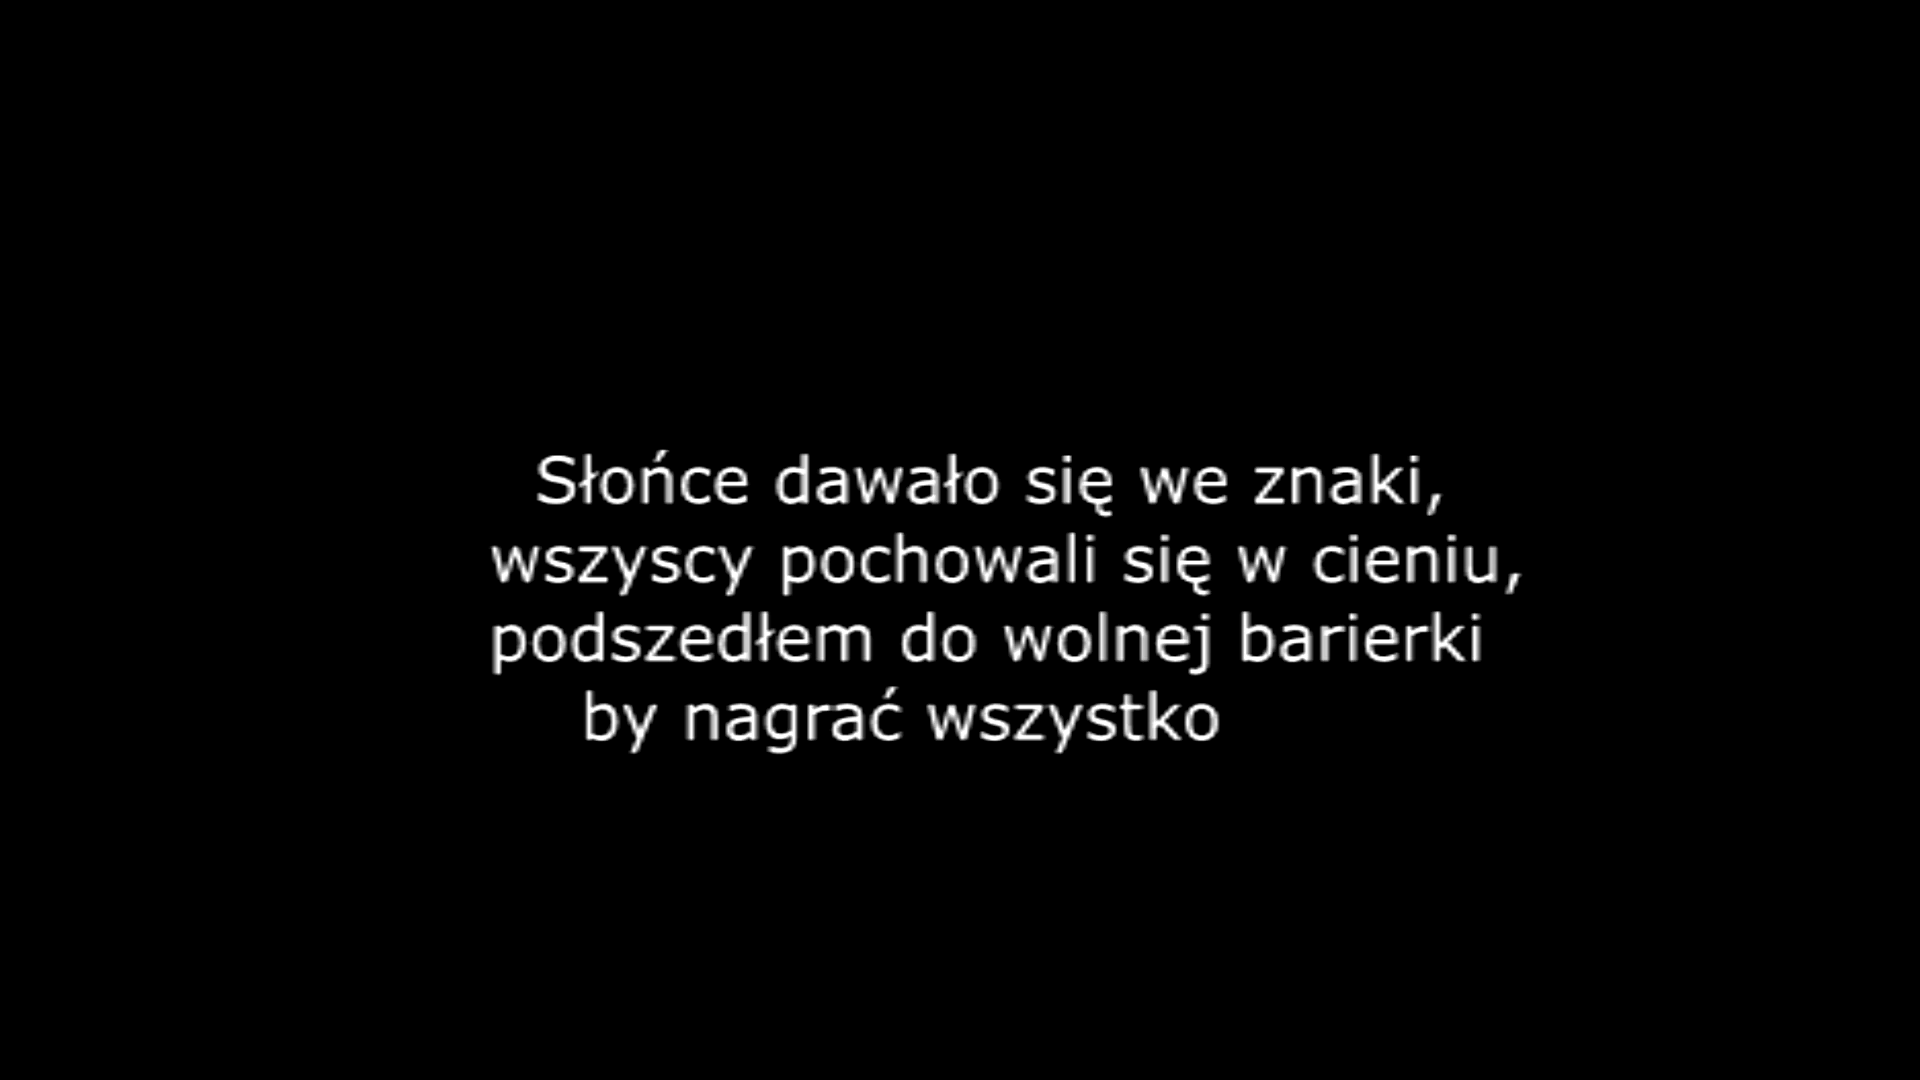 Słońce dawało się we znaki,
wszyscy pochowali się w cieniu,
podszedłem do wolnej barierki
by nagrać wszystko